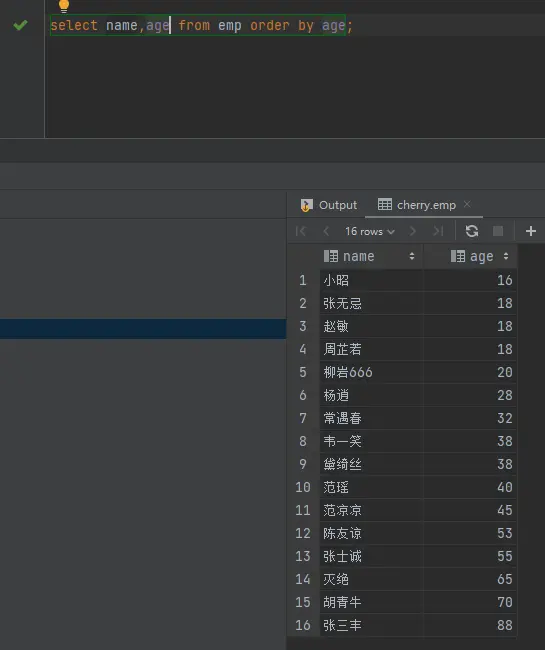 select name,age from emp order by age;
Output cherry.emp
16 rows
name age
1 小昭 16
2 张无忌 18
3 赵敏 18
4 周芷若 18
5 柳岩666 20
6 杨逍 28
7 常遇春 32
8 韦一笑 38
9 黛绮丝 38
10 范瑶 40
11 范凉凉 45
12 陈友谅 53
13 张士诚 55
14 灭绝 65
15 胡青牛 70
16 张三丰 88